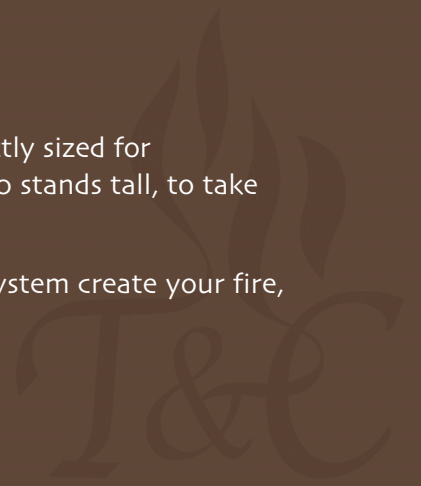 tly sized for
o stands tall, to take
ystem create your fire,
T&C